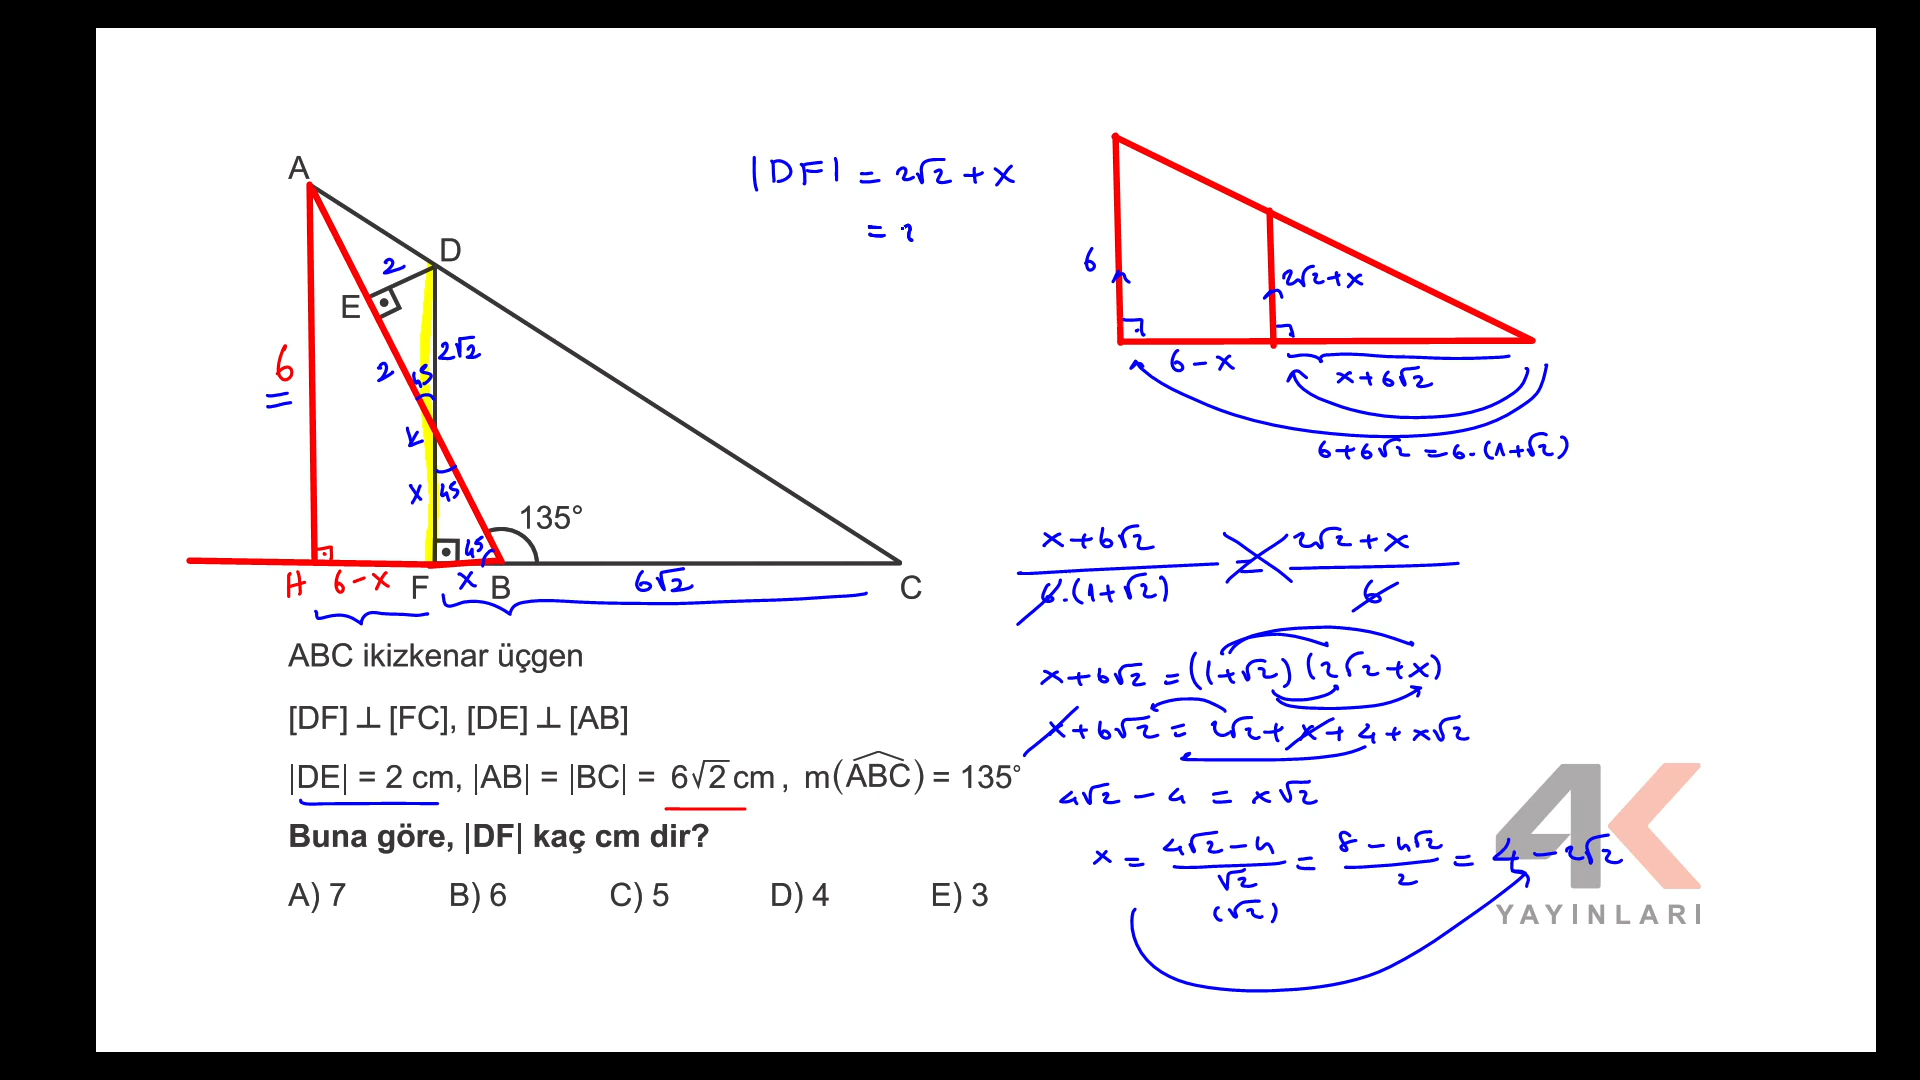 A
D
E
2
2
2√2
45
6
K
x
45
135°
45
H
6 - x
F
x
B
6√2
C
|DF| = 2√2 + x
= ?
6
2√2 + x
6 - x
x + 6√2
6 + 6√2 = 6.(1+√2)
ABC ikizkenar üçgen
[DF] ⊥ [FC], [DE] ⊥ [AB]
|DE| = 2 cm, |AB| = |BC| = 6√2 cm, m(ABC) = 135°
Buna göre, |DF| kaç cm dir?
A) 7 B) 6 C) 5 D) 4 E) 3
x + 6√2 / 6.(1+√2) = 2√2 + x / 6
x + 6√2 = (1+√2)(2√2 + x)
x + 6√2 = 2√2 + x + 4 + x√2
4√2 - 4 = x√2
x = 4√2 - 4 / √2 = 8 - 4√2 / 2 = 4 - 2√2
(√2)
4K
YAYINLARI